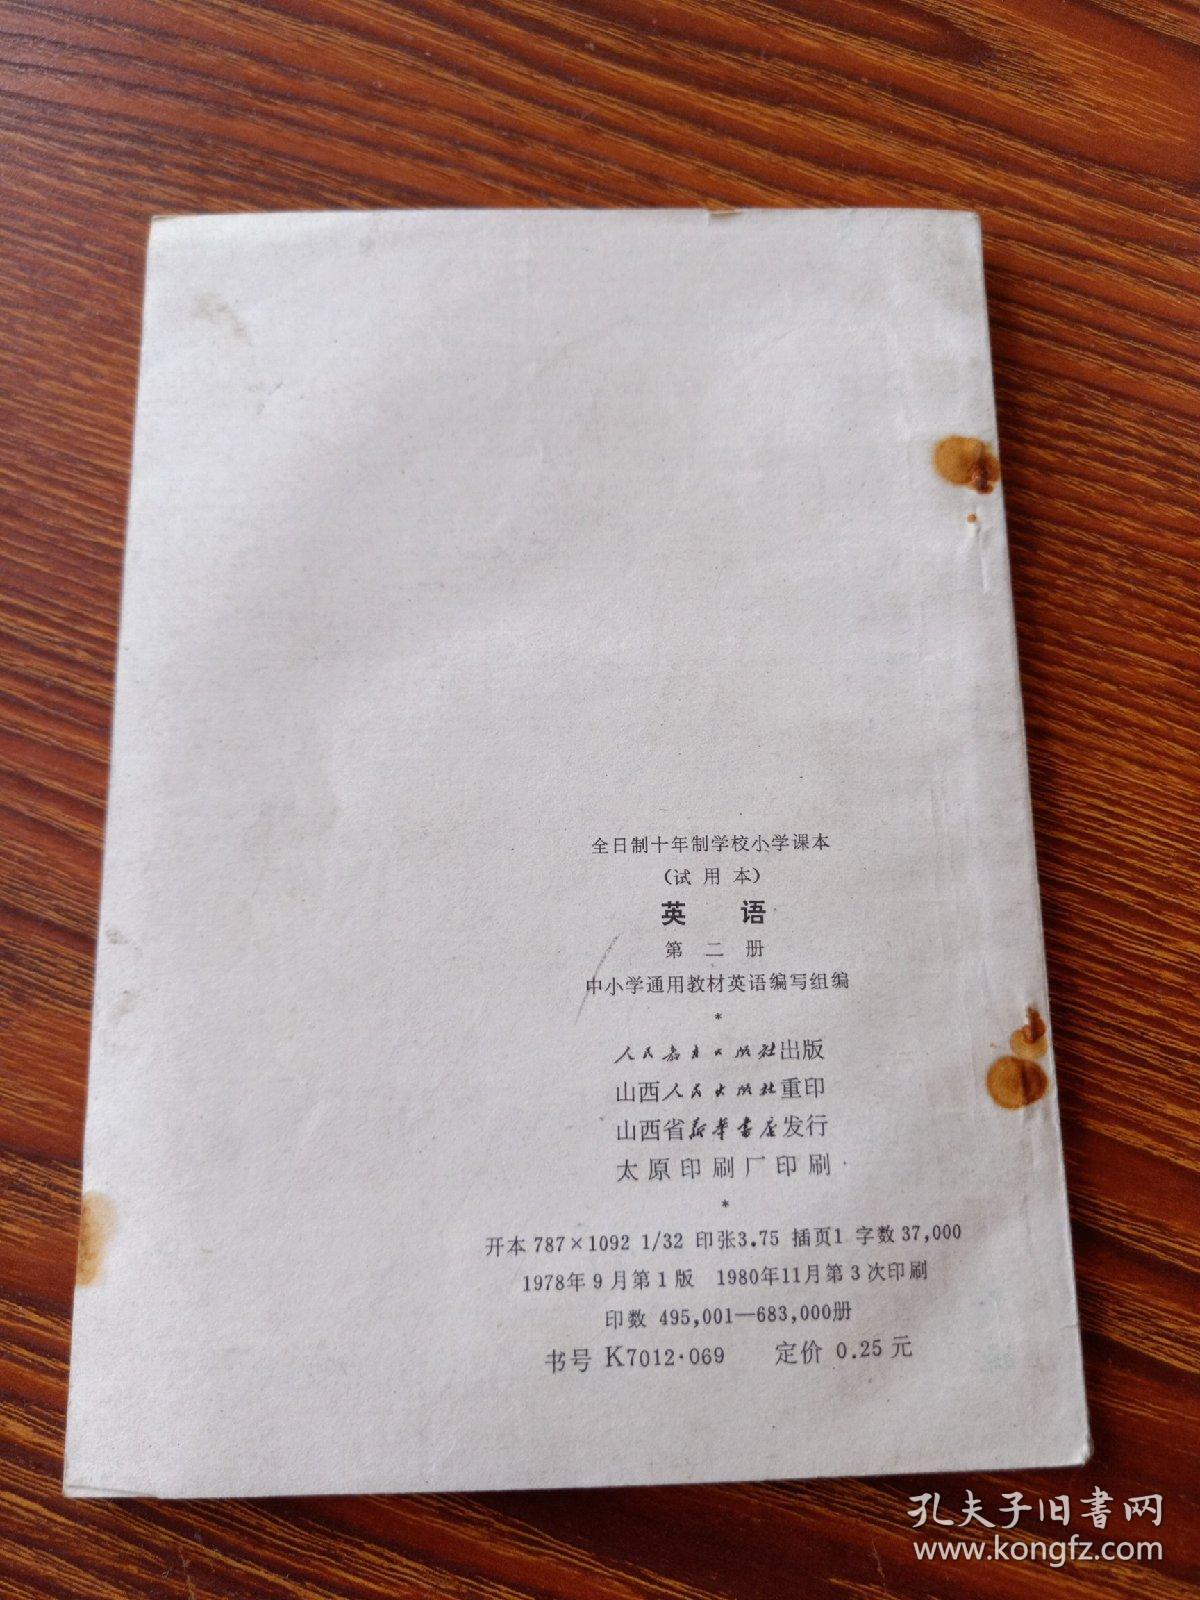 全日制十年制学校小学课本
（试用本）
英语
第二册
中小学通用教材英语编写组编
*
人民教育出版社出版
山西人民出版社重印
山西省新华书店发行
太原印刷厂印刷
*
开本 787×1092 1/32 印张3.75 插页1 字数 37,000
1978年9月第1版 1980年11月第3次印刷
印数 495,001—683,000册
书号 K7012·069 定价 0.25 元
孔夫子旧书网
www.kongfz.com